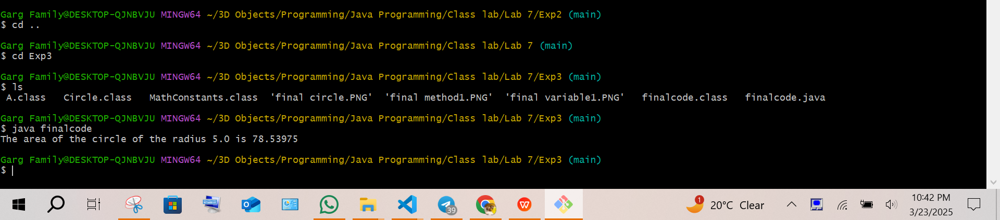 Garg Family@DESKTOP-QJNBVJU MINGW64 ~/3D Objects/Programming/Java Programming/Class lab/Lab 7/Exp2 (main)
$ cd ..
Garg Family@DESKTOP-QJNBVJU MINGW64 ~/3D Objects/Programming/Java Programming/Class lab/Lab 7 (main)
$ cd Exp3
Garg Family@DESKTOP-QJNBVJU MINGW64 ~/3D Objects/Programming/Java Programming/Class lab/Lab 7/Exp3 (main)
$ ls
A.class   Circle.class   MathConstants.class  'final circle.PNG'  'final method1.PNG'  'final variable1.PNG'   finalcode.class   finalcode.java
Garg Family@DESKTOP-QJNBVJU MINGW64 ~/3D Objects/Programming/Java Programming/Class lab/Lab 7/Exp3 (main)
$ java finalcode
The area of the circle of the radius 5.0 is 78.53975
Garg Family@DESKTOP-QJNBVJU MINGW64 ~/3D Objects/Programming/Java Programming/Class lab/Lab 7/Exp3 (main)
$
39
W
1
20°C Clear
10:42 PM
3/23/2025